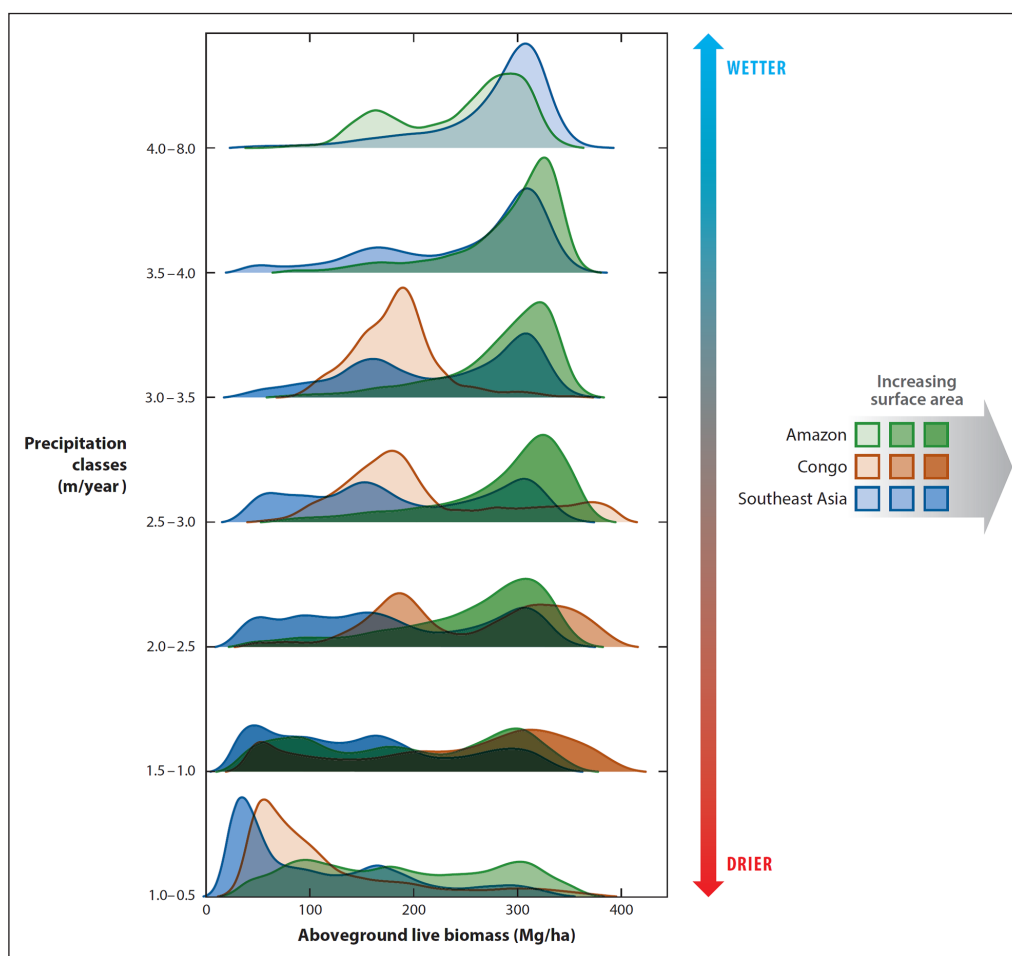 WETTER
4.0–8.0
3.5–4.0
3.0–3.5
Precipitation
classes
(m/year)
2.5–3.0
2.0–2.5
1.5–1.0
1.0–0.5
DRIER
0 100 200 300 400
Aboveground live biomass (Mg/ha)
Increasing
surface area
Amazon
Congo
Southeast Asia